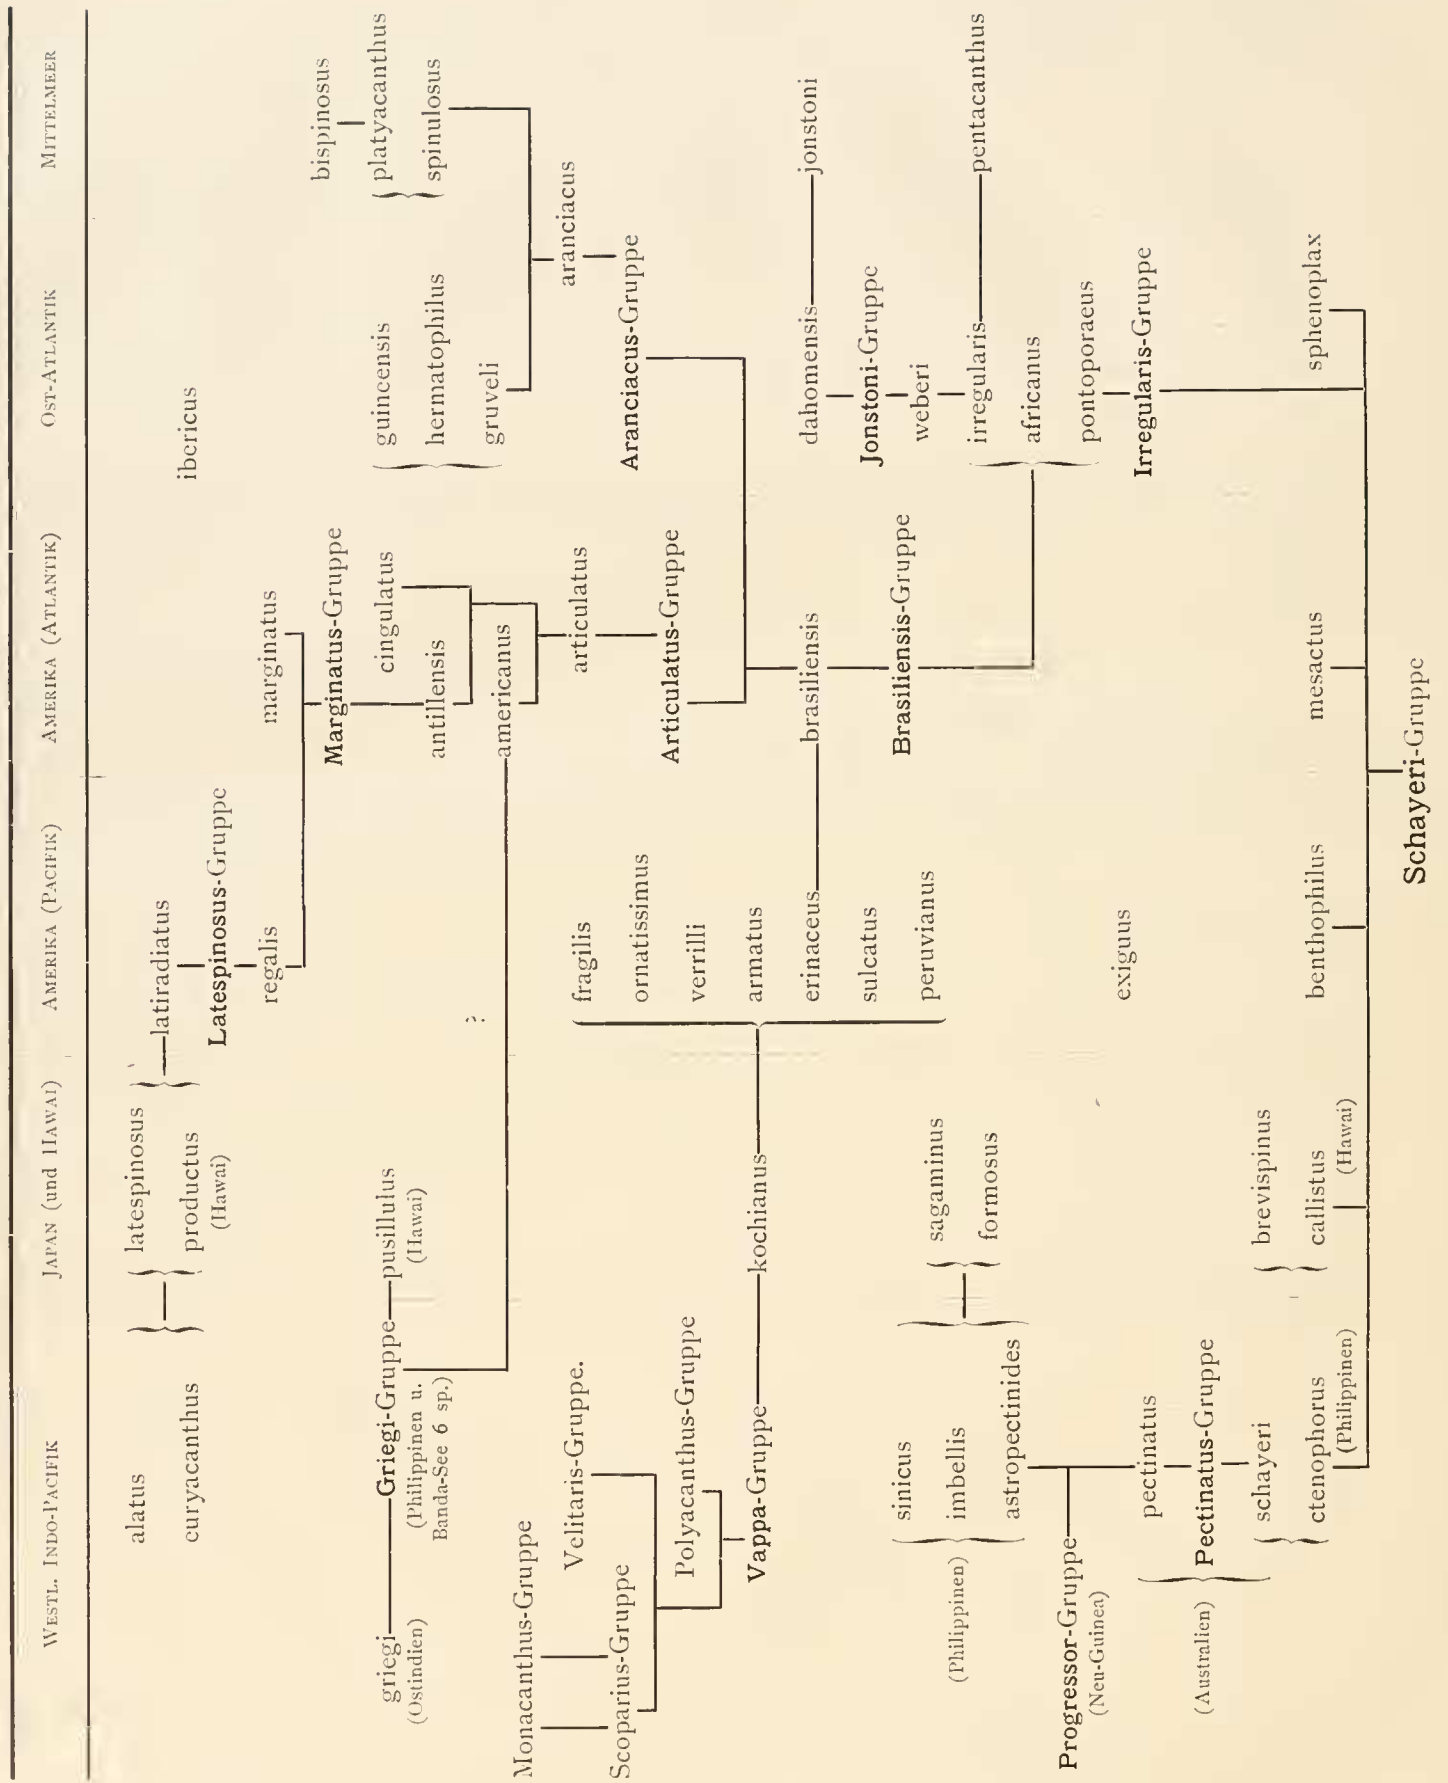 WESTL. INDO-PACIFIK
JAPAN (und HAWAI)
AMERIKA (PACIFIK)
AMERIKA (ATLANTIK)
OST-ATLANTIK
MITTELMEER
alatus
latespinosus
latiradiatus
ibericus
euryacanthus
productus
(Hawai)
Latespinosus-Gruppe
regalis
marginatus
bispinosus
Marginatus-Gruppe
griegi
(Ostindien)
Griegi-Gruppe
(Philippinen u.
Banda-See 6 sp.)
pusillulus
(Hawai)
cingulatus
guineensis
platyacanthus
antillensis
hermatophilus
spinulosus
?
americanus
gruveli
Monacanthus-Gruppe
Velitaris-Gruppe.
fragilis
articulatus
aranciacus
Scoparius-Gruppe
ornatissimus
Aranciacus-Gruppe
Polyacanthus-Gruppe
verrilli
Articulatus-Gruppe
Vappa-Gruppe
kochianus
armatus
erinaceus
brasiliensis
dahomensis
jonstoni
sulcatus
Jonstoni-Gruppe
sinicus
sagaminus
peruvianus
Brasiliensis-Gruppe
weberi
(Philippinen)
imbellis
formosus
irregularis
pentacanthus
astropectinides
africanus
Progressor-Gruppe
(Neu-Guinea)
pontoporaeus
pectinatus
exiguus
Irregularis-Gruppe
(Australien)
Pectinatus-Gruppe
schayeri
brevispinus
ctenophorus
(Philippinen)
callistus
(Hawai)
benthophilus
mesactus
sphenoplax
Schayeri-Gruppe